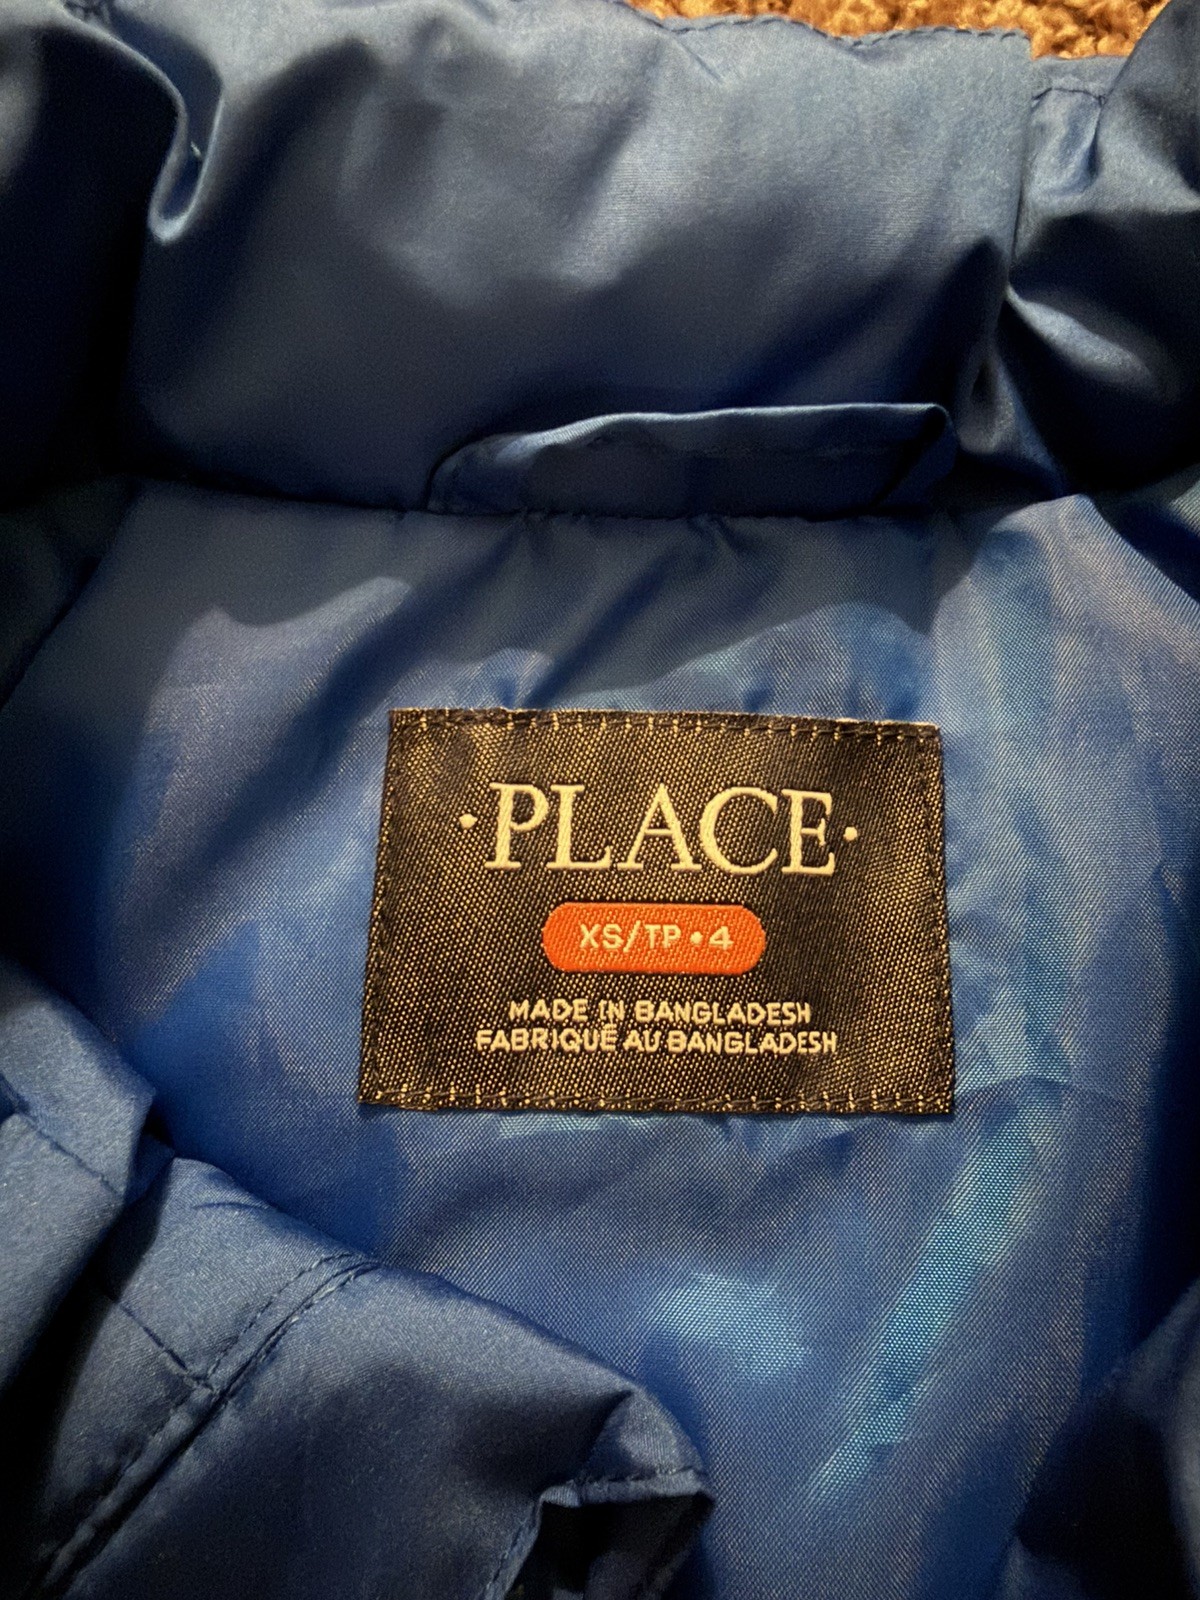 ·PLACE·
XS/TP • 4
MADE IN BANGLADESH
FABRIQUÉ AU BANGLADESH